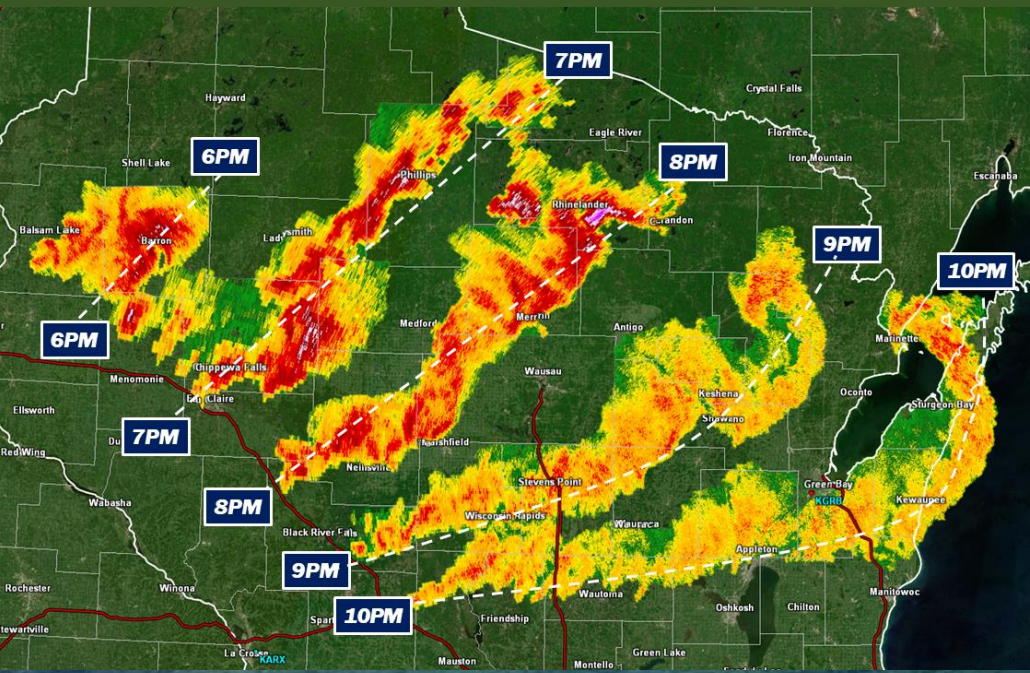 7PM
Crystal Falls
Hayward
Eagle River
Florence
6PM
Iron Mountain
Shell Lake
8PM
Phillips
Escanaba
Rhinelander
Crandon
Balsam Lake
Barron
Ladysmith
9PM
10PM
6PM
Medford
Merrill
Antigo
Marinette
Chippewa Falls
Wausau
Menomonie
Oconto
Keshena
Eau Claire
Sturgeon Bay
Ellsworth
Shawano
7PM
Du
Marshfield
Red Wing
Neillsville
Stevens Point
Green Bay
KGRB
Kewaunee
Wabasha
8PM
Wisconsin Rapids
Waupaca
Black River Falls
Appleton
9PM
Rochester
Winona
Wautoma
Manitowoc
Oshkosh
Chilton
10PM
Spart
Friendship
tewartville
La Crosse
KARX
Green Lake
Mauston
Montello